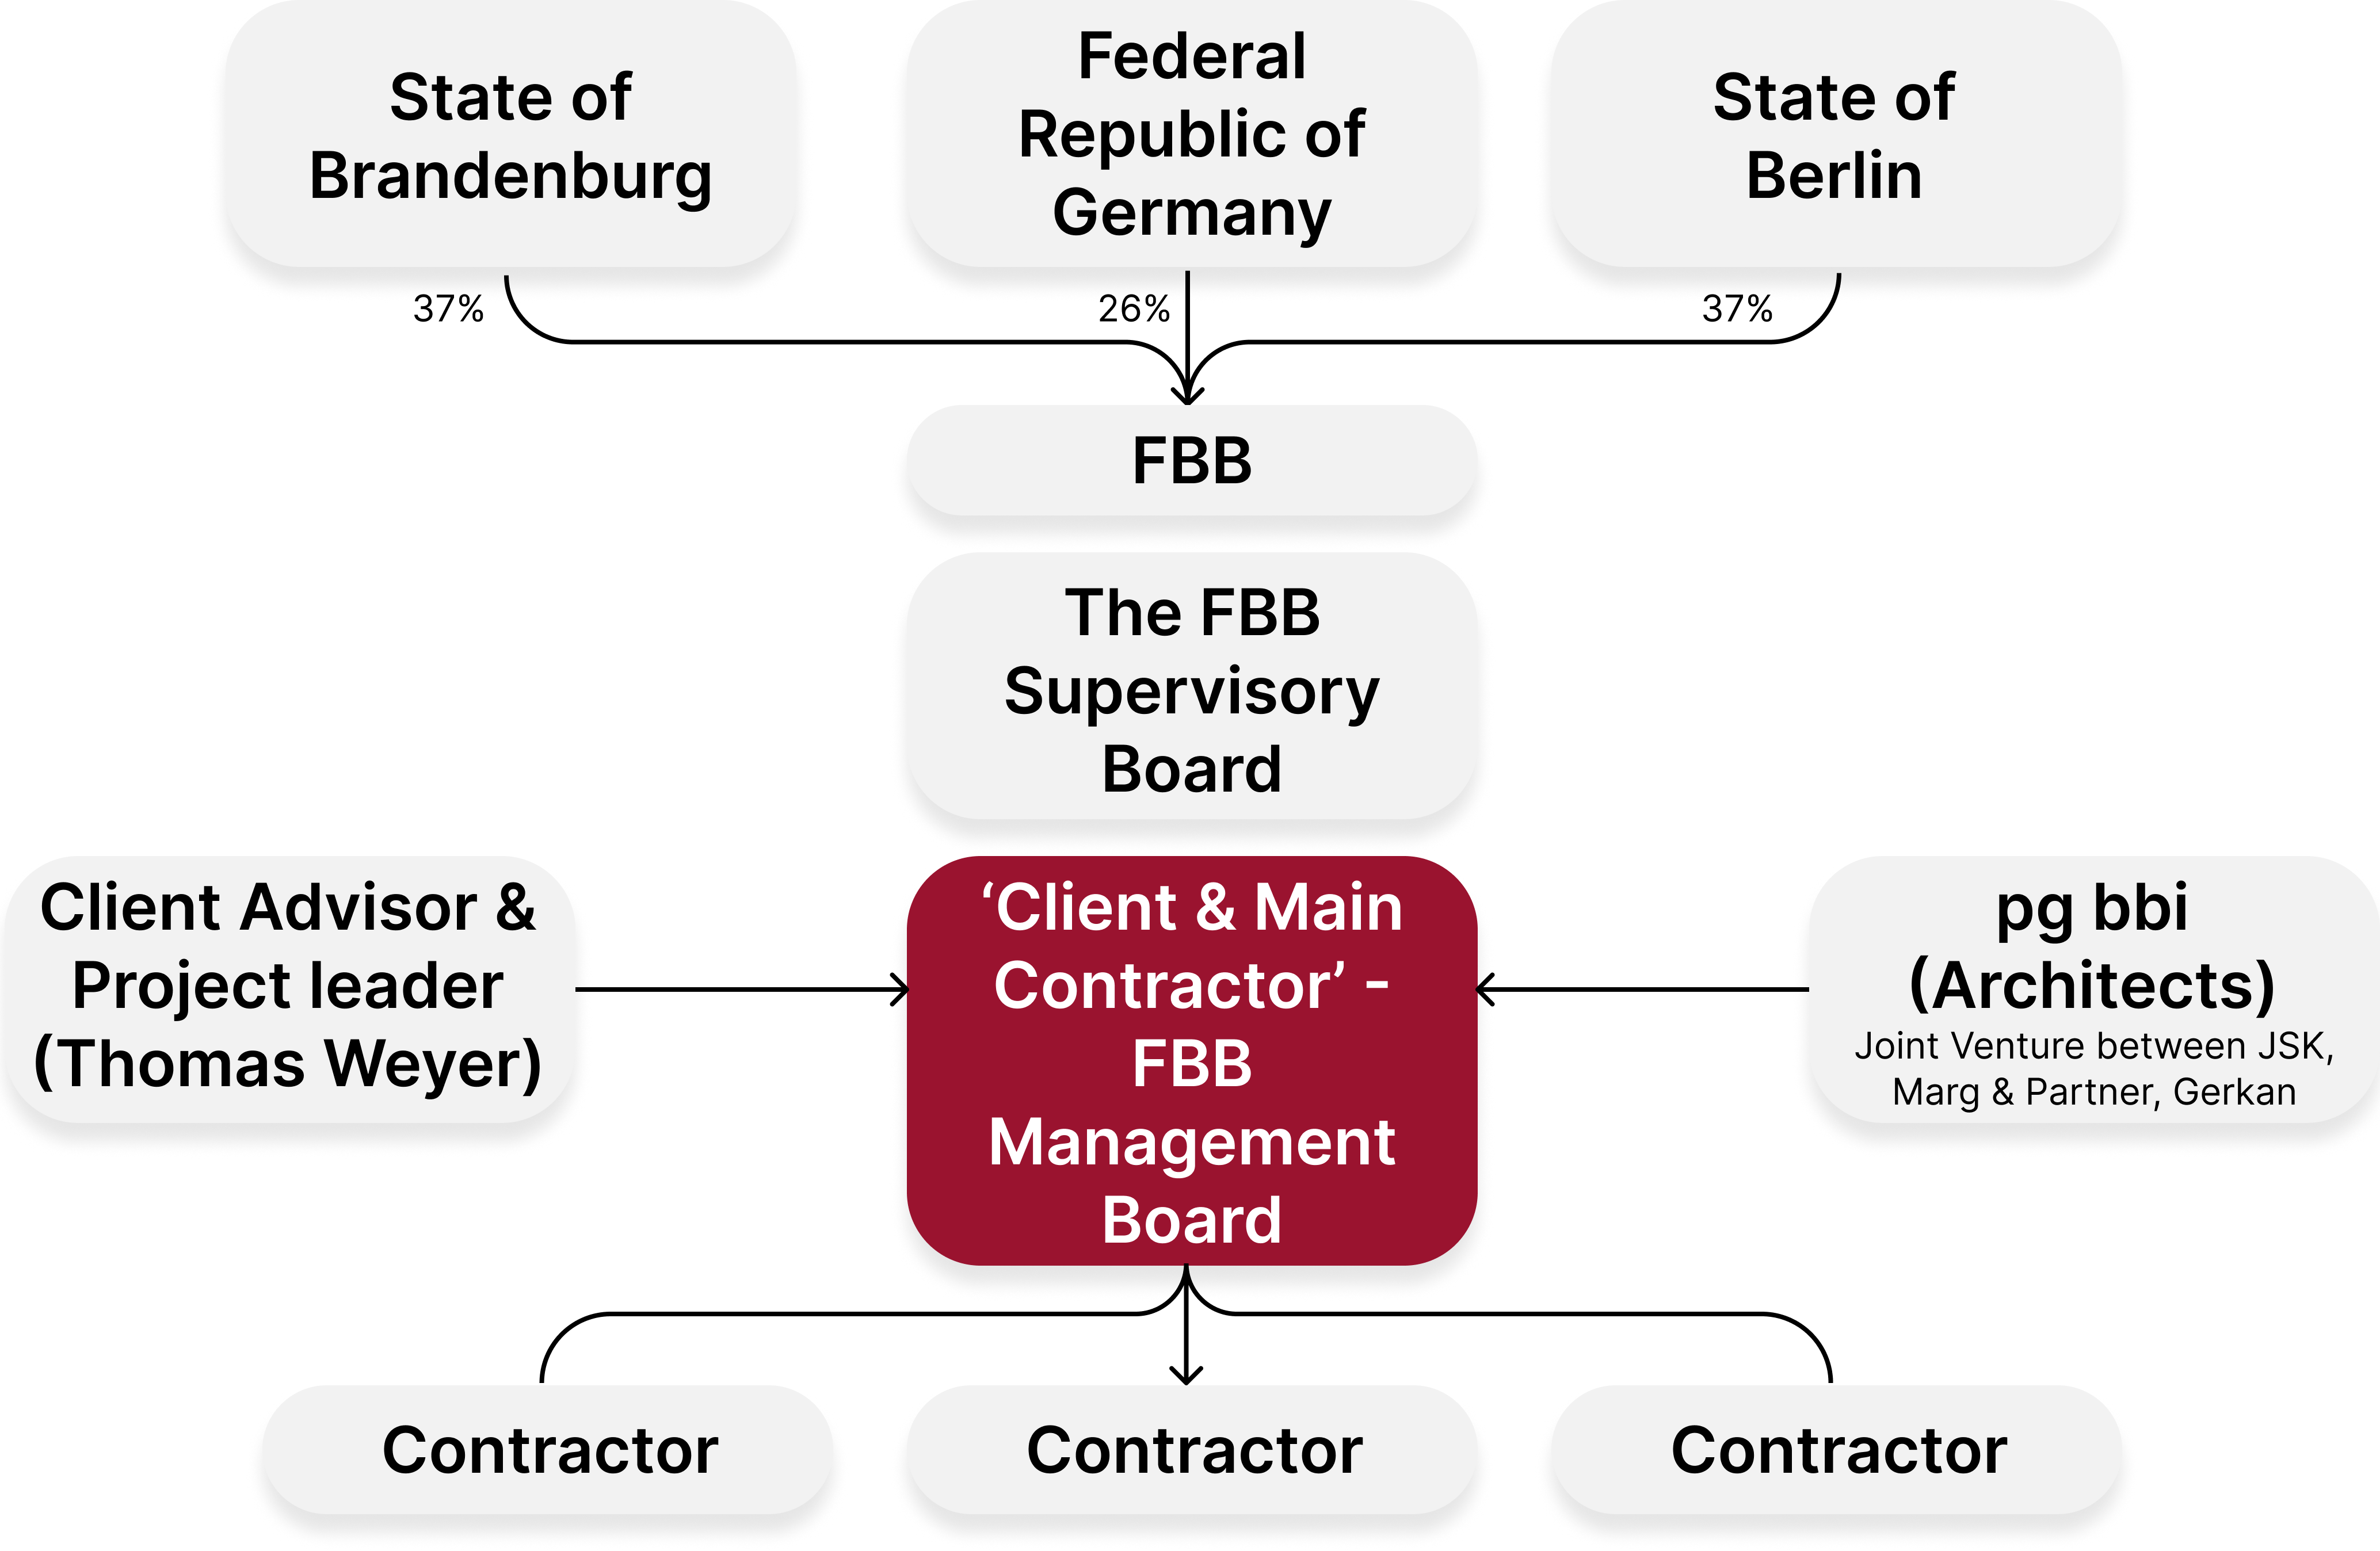 State of
Brandenburg
Federal
Republic of
Germany
State of
Berlin
37%
26%
37%
FBB
The FBB
Supervisory
Board
Client Advisor &
Project leader
(Thomas Weyer)
‘Client & Main
Contractor’ -
FBB
Management
Board
pg bbi
(Architects)
Joint Venture between JSK,
Marg & Partner, Gerkan
Contractor
Contractor
Contractor